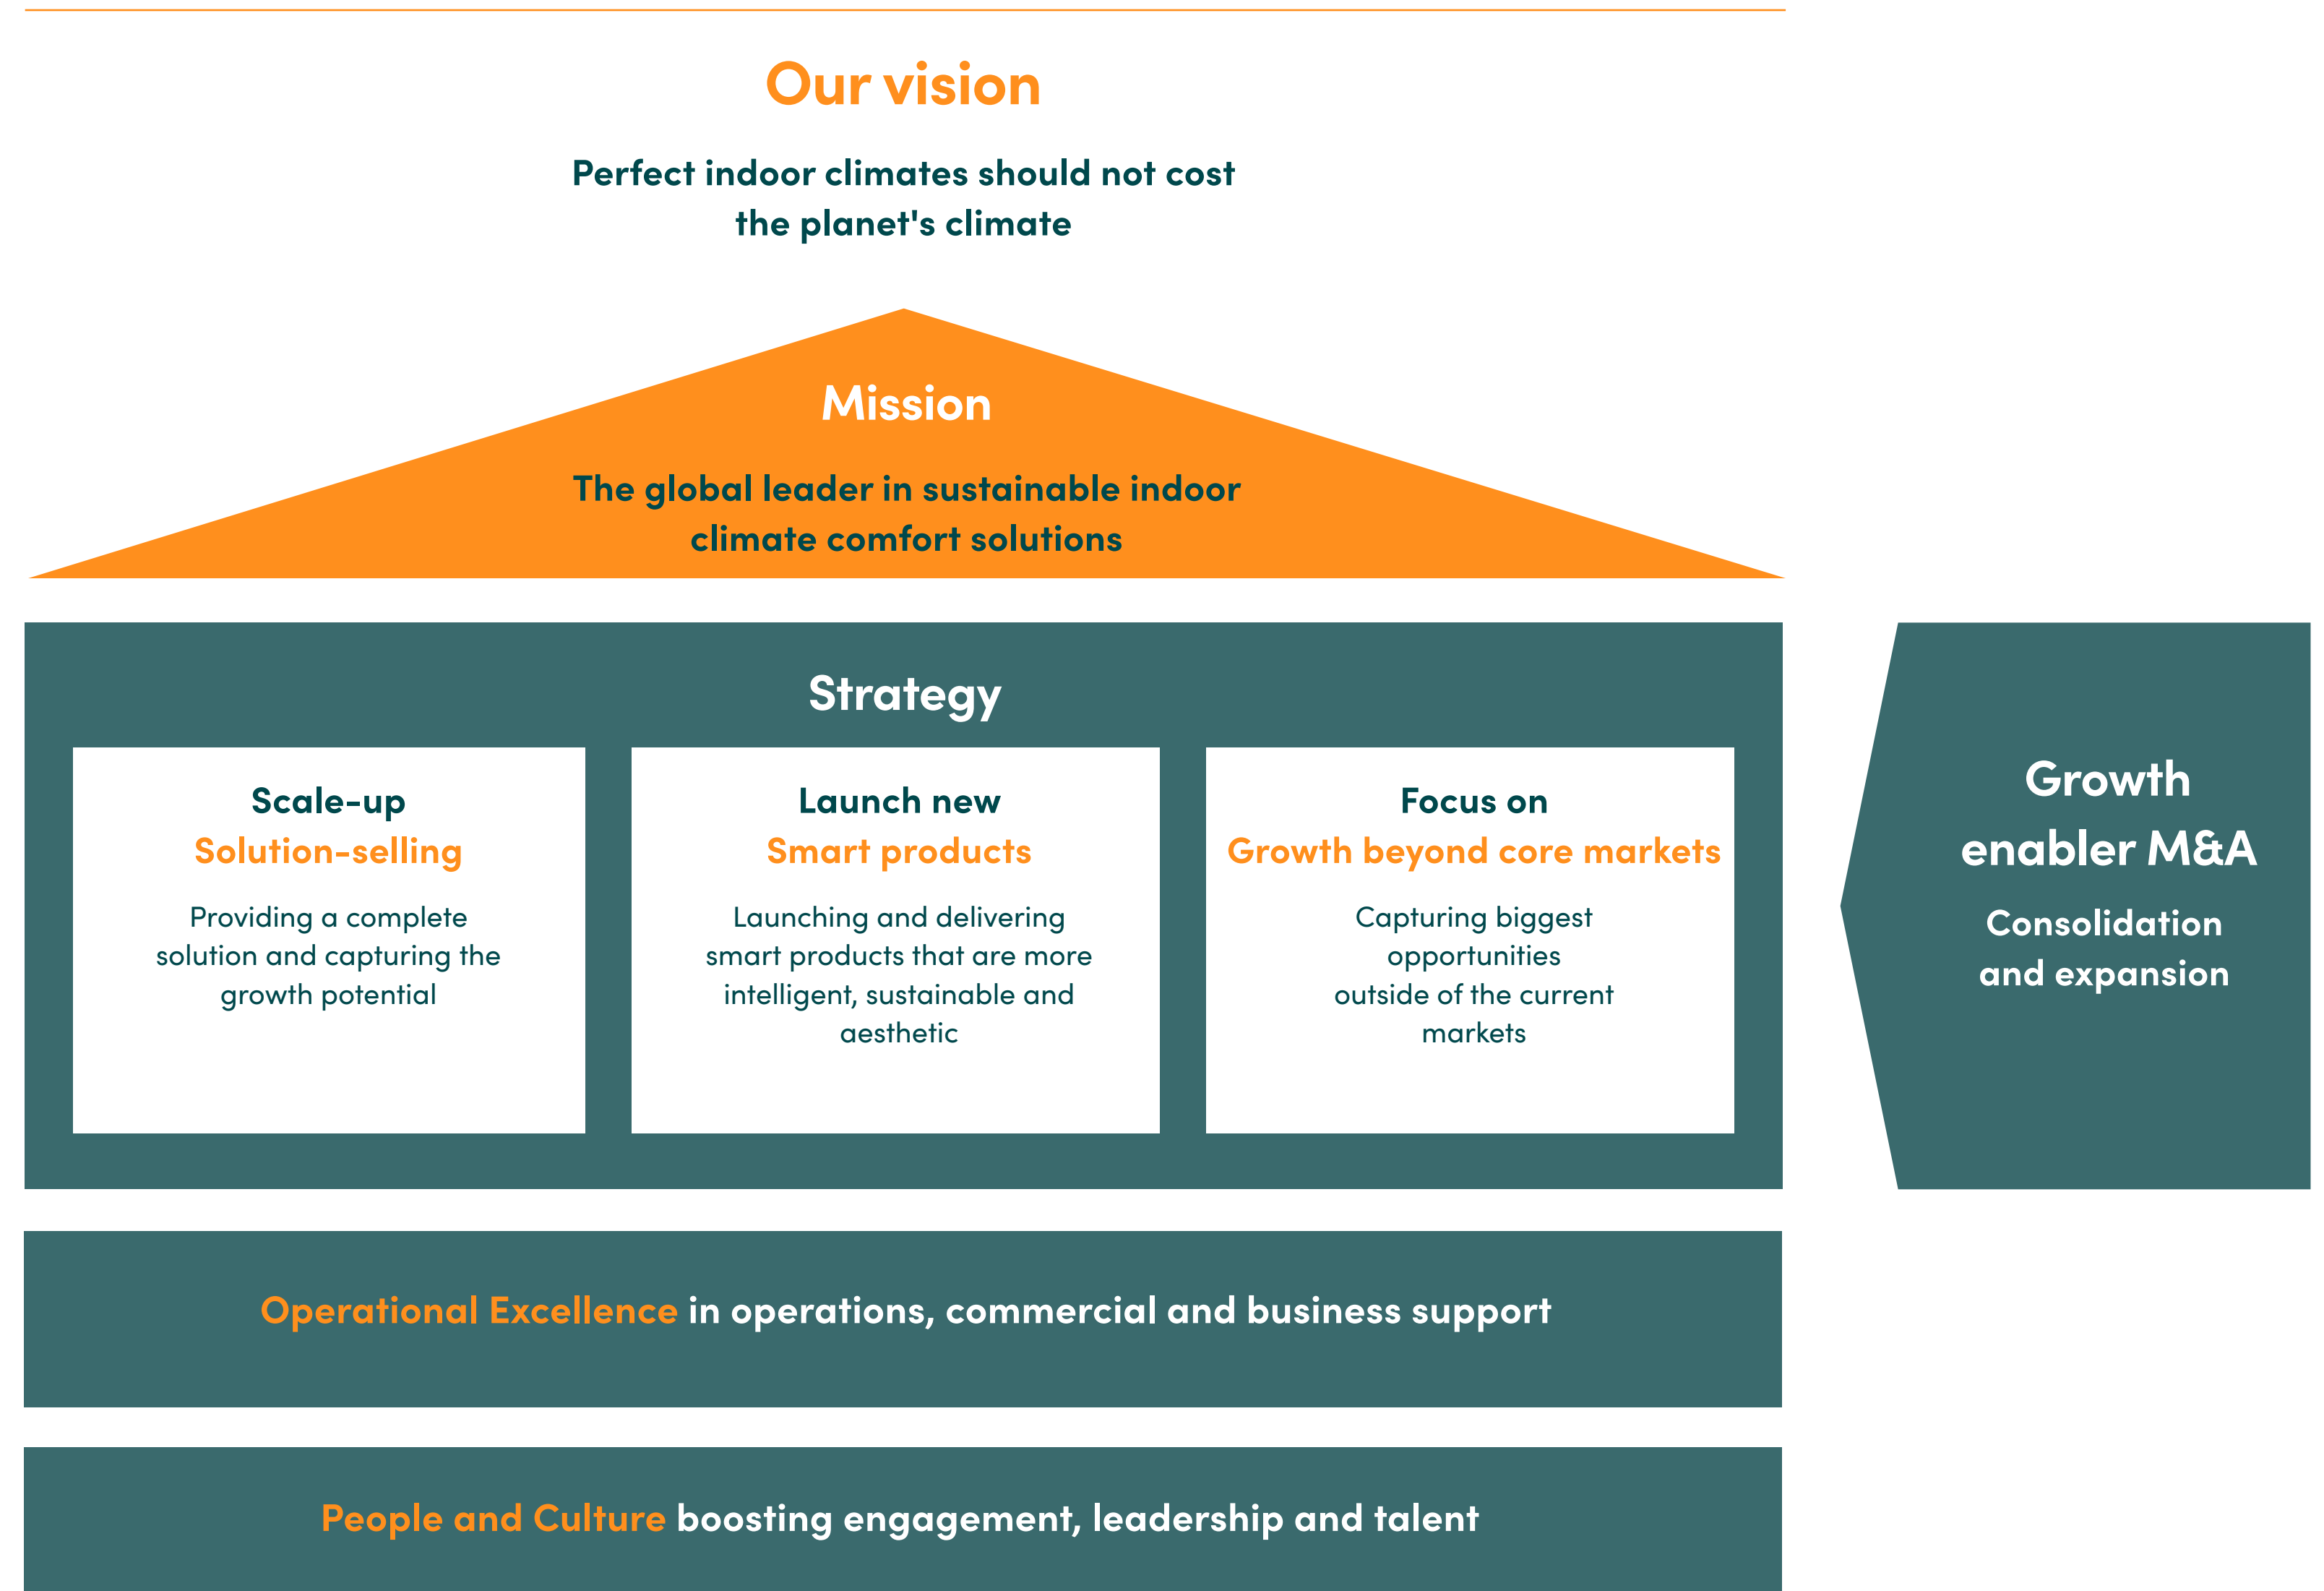 Our vision
Perfect indoor climates should not cost
the planet's climate
Mission
The global leader in sustainable indoor
climate comfort solutions
Strategy
Scale-up
Solution-selling
Providing a complete
solution and capturing the
growth potential
Launch new
Smart products
Launching and delivering
smart products that are more
intelligent, sustainable and
aesthetic
Focus on
Growth beyond core markets
Capturing biggest
opportunities
outside of the current
markets
Growth
enabler M&A
Consolidation
and expansion
Operational Excellence in operations, commercial and business support
People and Culture boosting engagement, leadership and talent